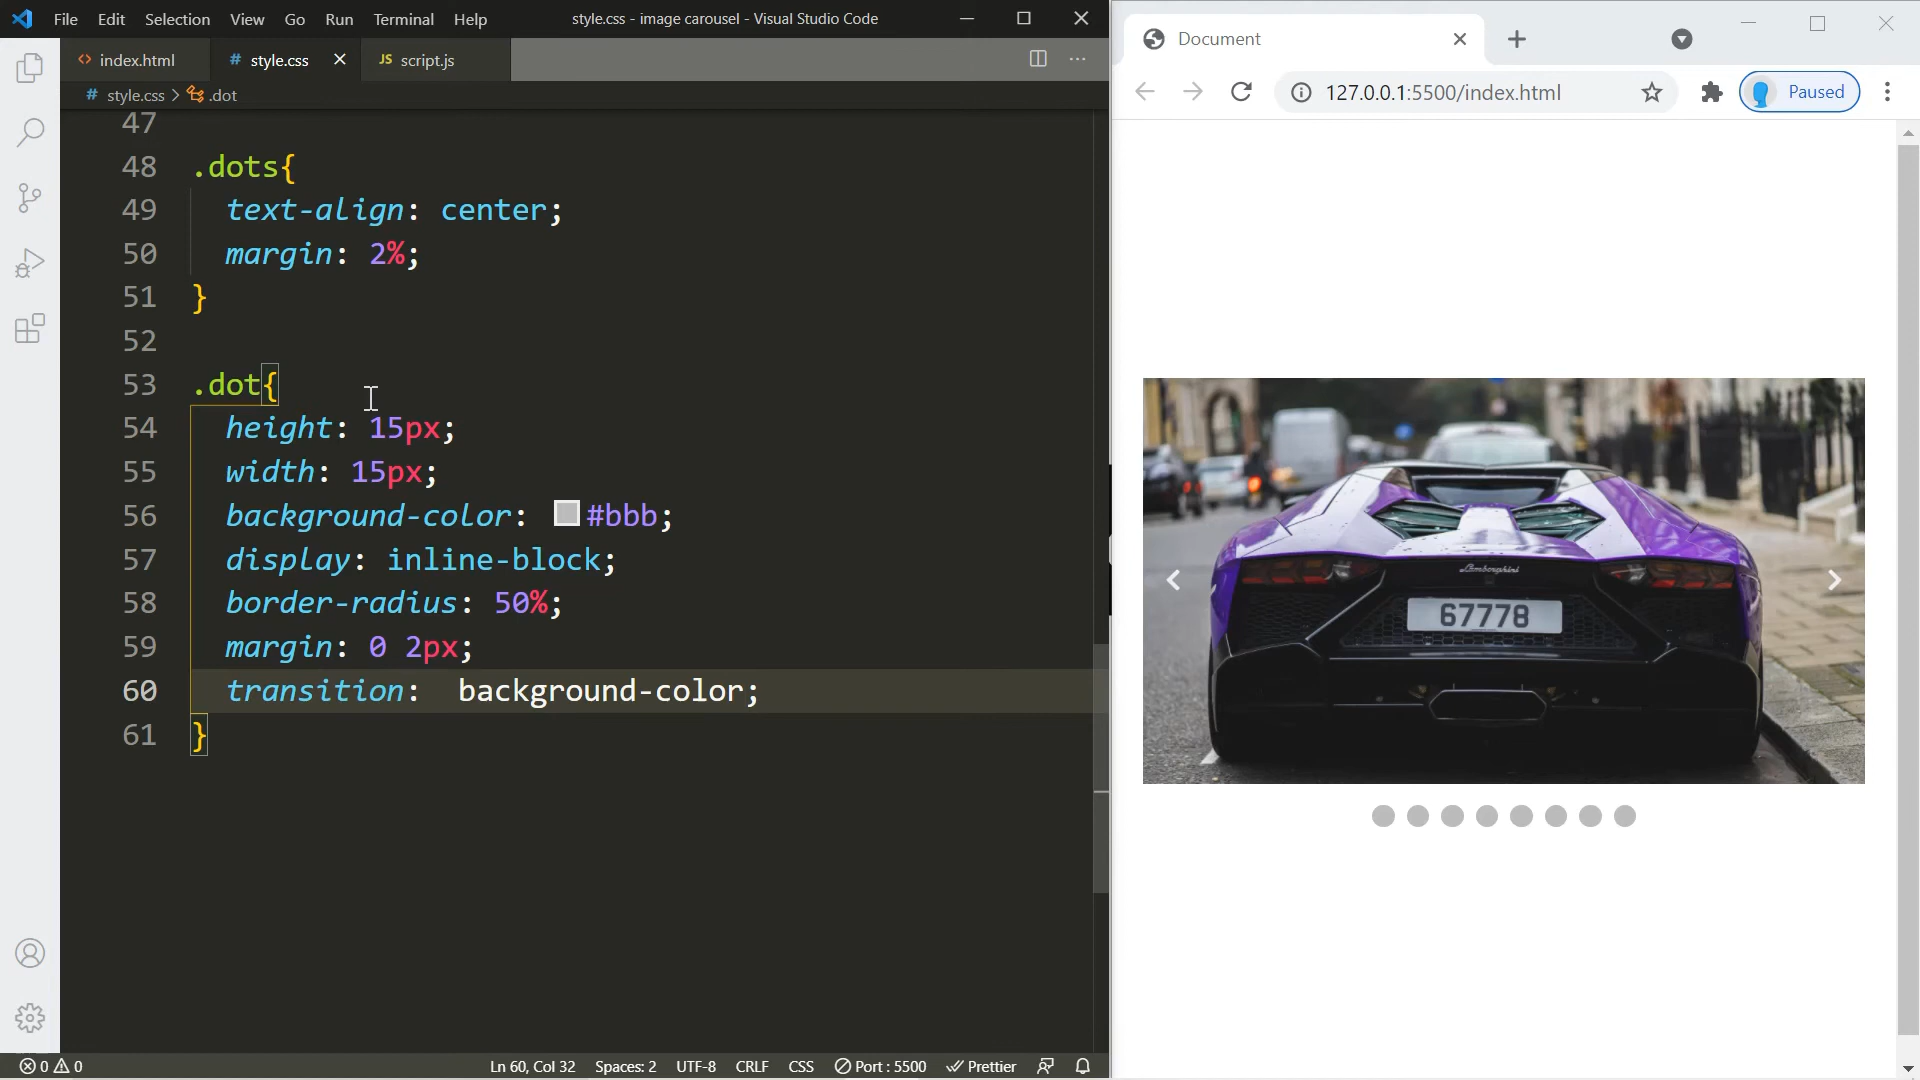 File Edit Selection View Go Run Terminal Help style.css - image carousel - Visual Studio Code
index.html # style.css JS script.js
# style.css > .dot
47
48 .dots{
49 text-align: center;
50 margin: 2%;
51 }
52
53 .dot{
54 height: 15px;
55 width: 15px;
56 background-color: #bbb;
57 display: inline-block;
58 border-radius: 50%;
59 margin: 0 2px;
60 transition:  background-color;
61 }
0 0 Ln 60, Col 32 Spaces: 2 UTF-8 CRLF CSS Port : 5500 Prettier
Document
127.0.0.1:5500/index.html Paused
Lamborghini
67778